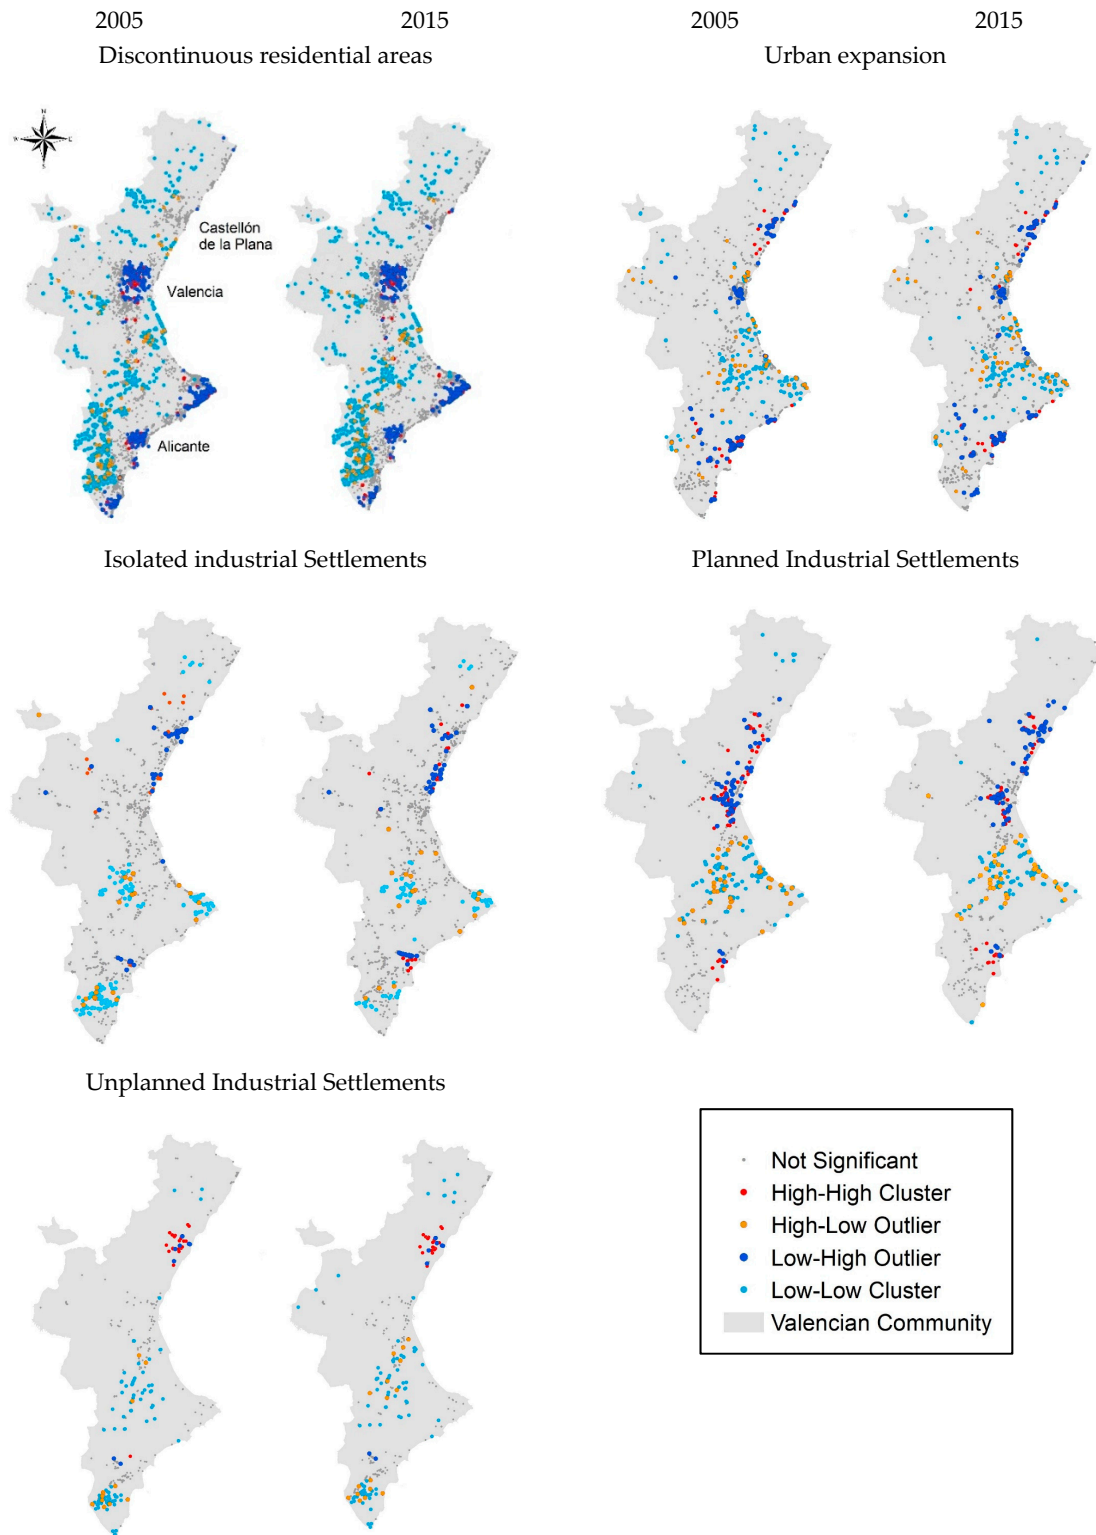 2005 2015 2005 2015
Discontinuous residential areas Urban expansion
N
W E
S
Castellón
de la Plana
Valencia
Alicante
Isolated industrial Settlements Planned Industrial Settlements
Unplanned Industrial Settlements
Not Significant
High-High Cluster
High-Low Outlier
Low-High Outlier
Low-Low Cluster
Valencian Community